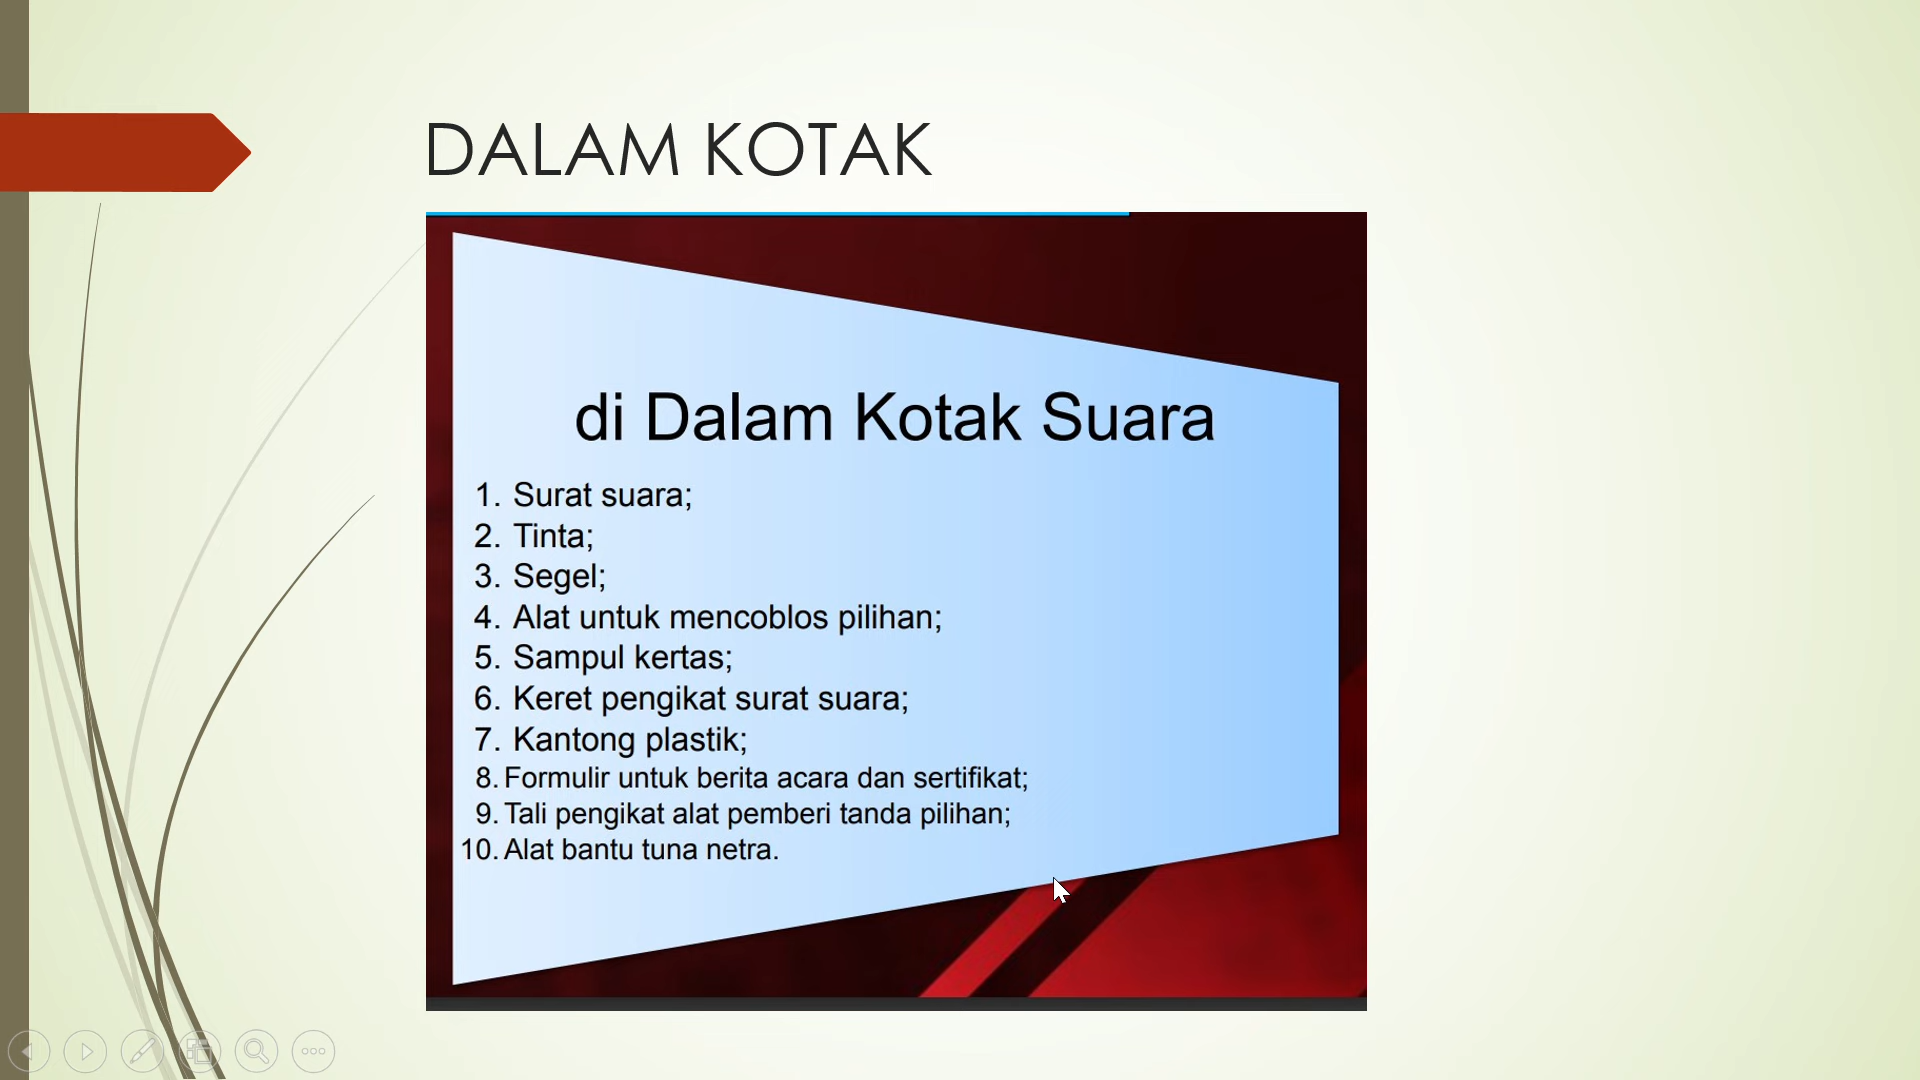 DALAM KOTAK
di Dalam Kotak Suara
1. Surat suara;
2. Tinta;
3. Segel;
4. Alat untuk mencoblos pilihan;
5. Sampul kertas;
6. Keret pengikat surat suara;
7. Kantong plastik;
8. Formulir untuk berita acara dan sertifikat;
9. Tali pengikat alat pemberi tanda pilihan;
10. Alat bantu tuna netra.